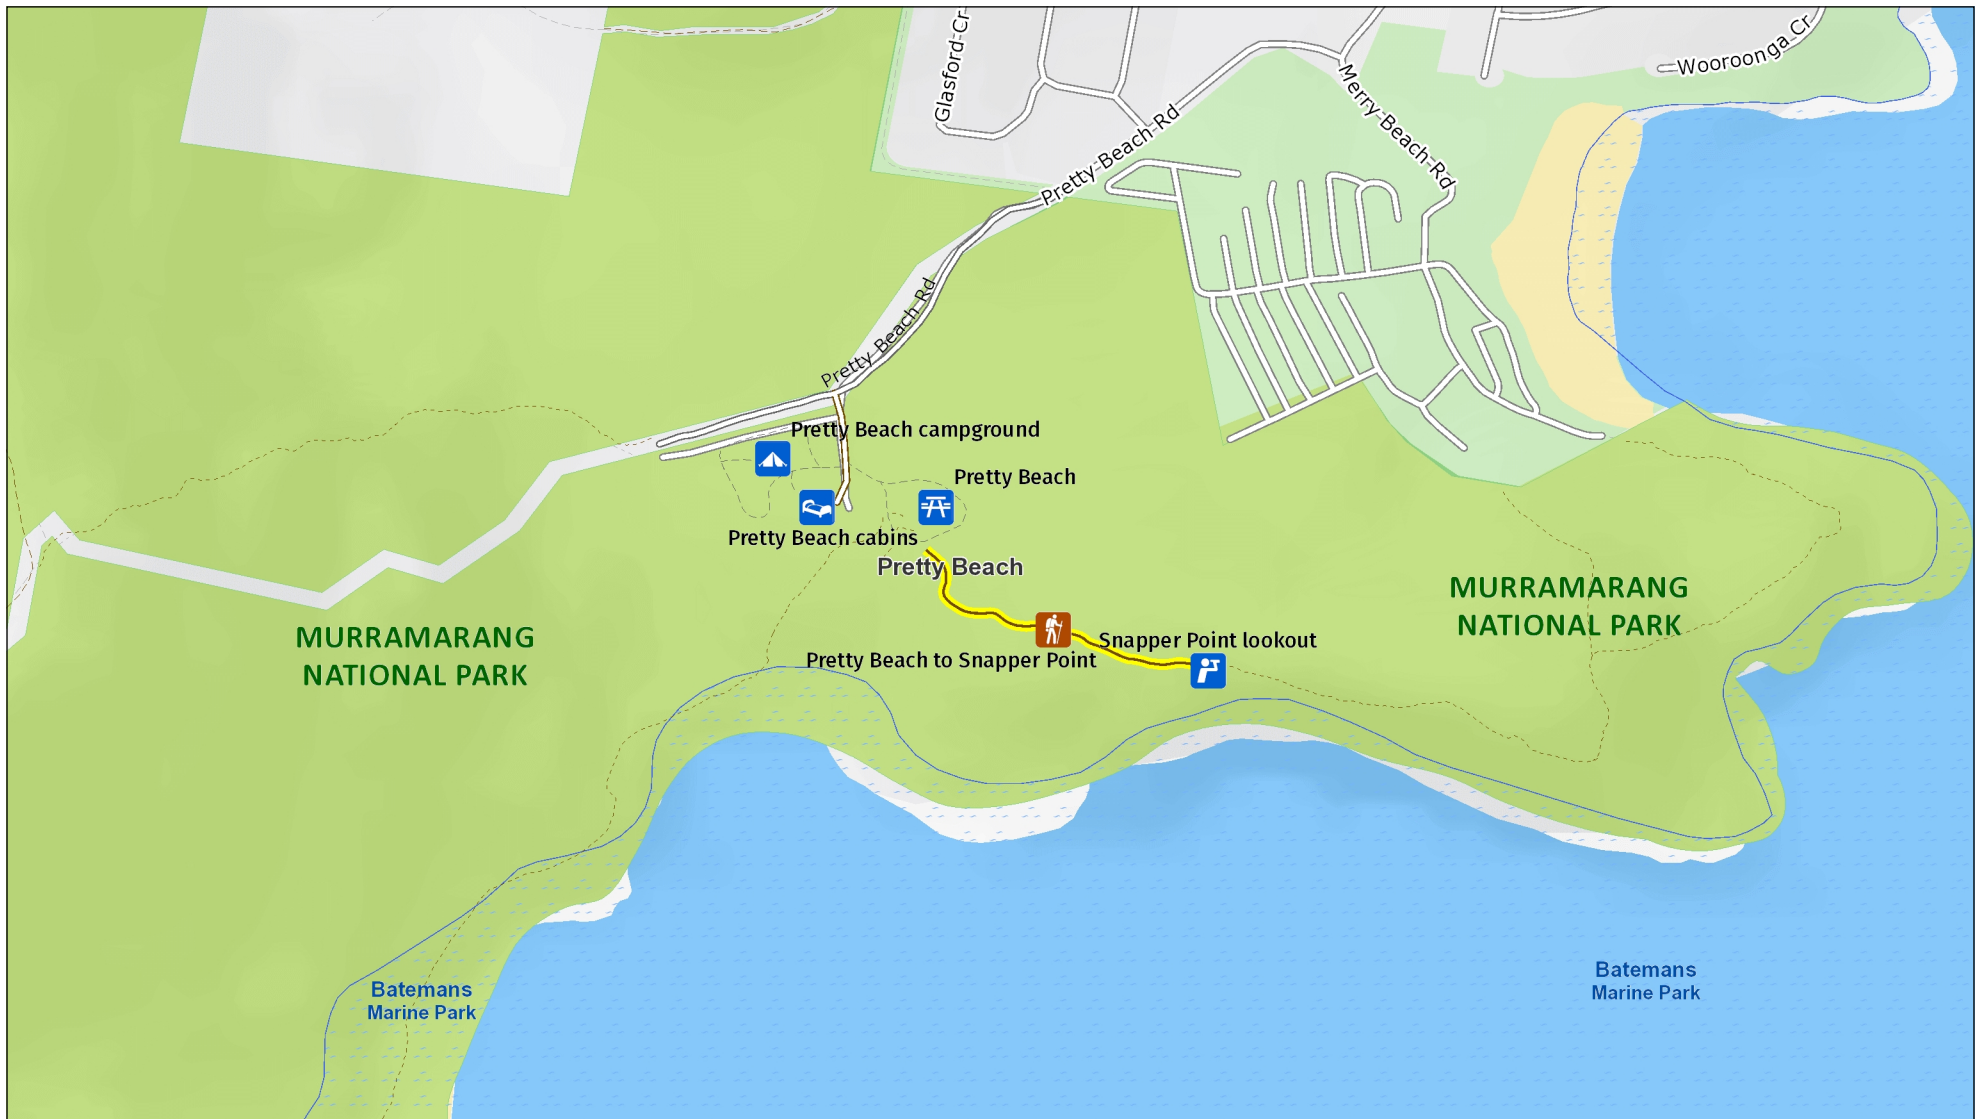 Glasford Cr
Wooroonga Cr
Merry Beach Rd
Pretty Beach Rd
Pretty Beach Rd
Pretty Beach campground
Pretty Beach
Pretty Beach cabins
Pretty Beach
MURRAMARANG
NATIONAL PARK
MURRAMARANG
NATIONAL PARK
Snapper Point lookout
Pretty Beach to Snapper Point
Batemans
Marine Park
Batemans
Marine Park